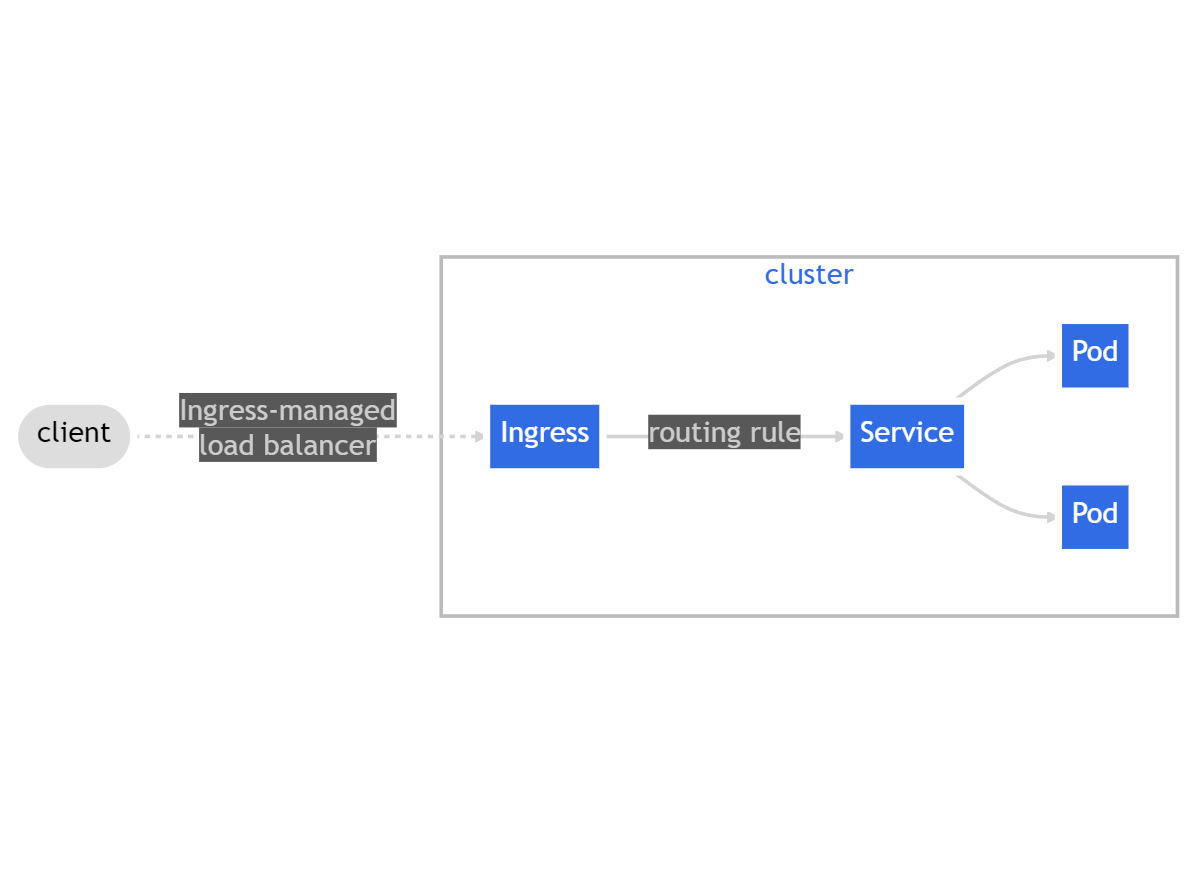 cluster
client
Ingress-managed
load balancer
Ingress
routing rule
Service
Pod
Pod